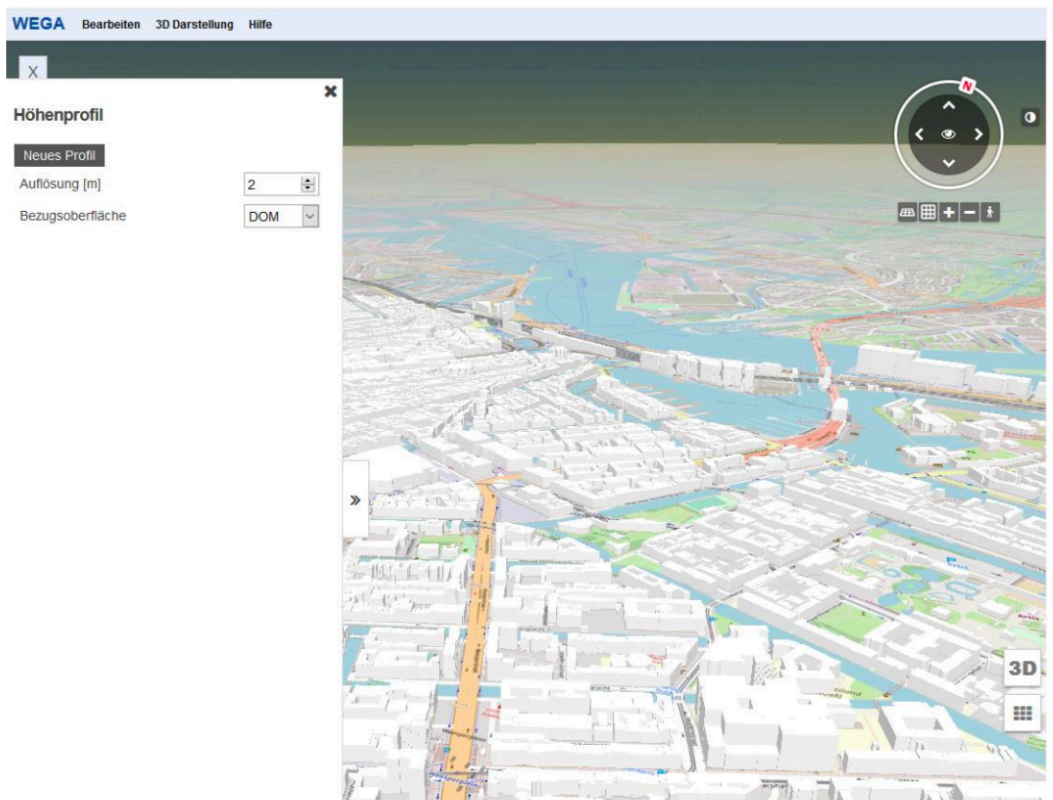 WEGA Bearbeiten 3D Darstellung Hilfe
X
N
Höhenprofil
Neues Profil
Auflösung [m] 2
Bezugsoberfläche DOM
3D